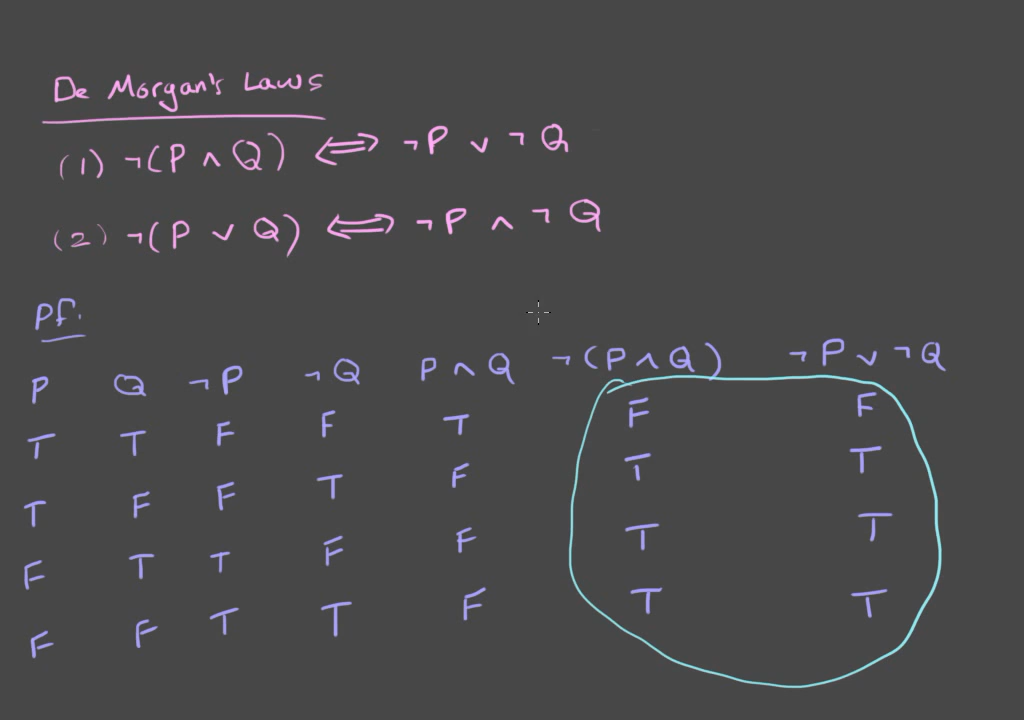 De Morgan's Laws
(1) ¬(P ∧ Q) ⟺ ¬P ∨ ¬Q
(2) ¬(P ∨ Q) ⟺ ¬P ∧ ¬Q
Pf.
P Q ¬P ¬Q P ∧ Q ¬(P ∧ Q) ¬P ∨ ¬Q
T T F F T F F
T F F T F T T
F T T F F T T
F F T T F T T